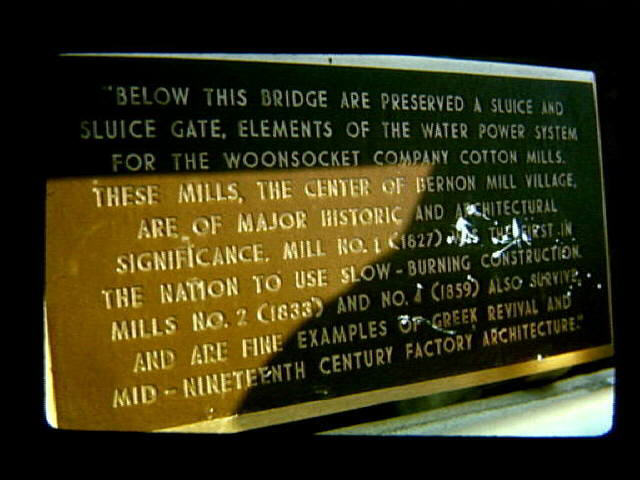 "BELOW THIS BRIDGE ARE PRESERVED A SLUICE AND
SLUICE GATE, ELEMENTS OF THE WATER POWER SYSTEM
FOR THE WOONSOCKET COMPANY COTTON MILLS.
THESE MILLS, THE CENTER OF BERNON MILL VILLAGE,
ARE OF MAJOR HISTORIC AND ARCHITECTURAL
SIGNIFICANCE. MILL NO. 1 (1827) WAS THE FIRST IN
THE NATION TO USE SLOW-BURNING CONSTRUCTION.
MILLS NO. 2 (1833) AND NO. 4 (1859) ALSO SURVIVE,
AND ARE FINE EXAMPLES OF GREEK REVIVAL AND
MID-NINETEENTH CENTURY FACTORY ARCHITECTURE."